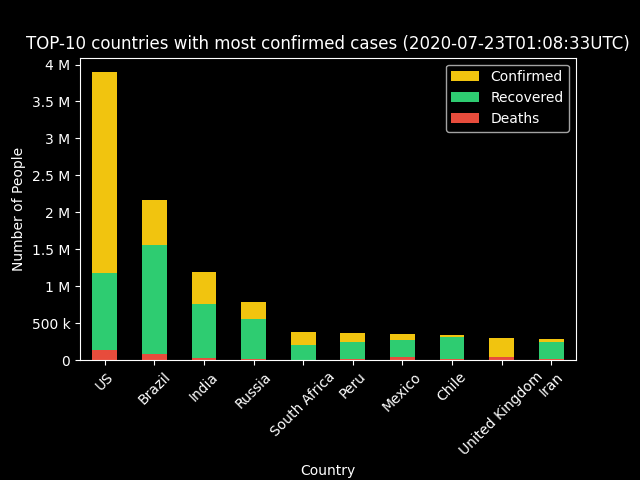 TOP-10 countries with most confirmed cases (2020-07-23T01:08:33UTC)
Confirmed
Recovered
Deaths
Number of People
4 M
3.5 M
3 M
2.5 M
2 M
1.5 M
1 M
500 k
0
US
Brazil
India
Russia
South Africa
Peru
Mexico
Chile
United Kingdom
Iran
Country